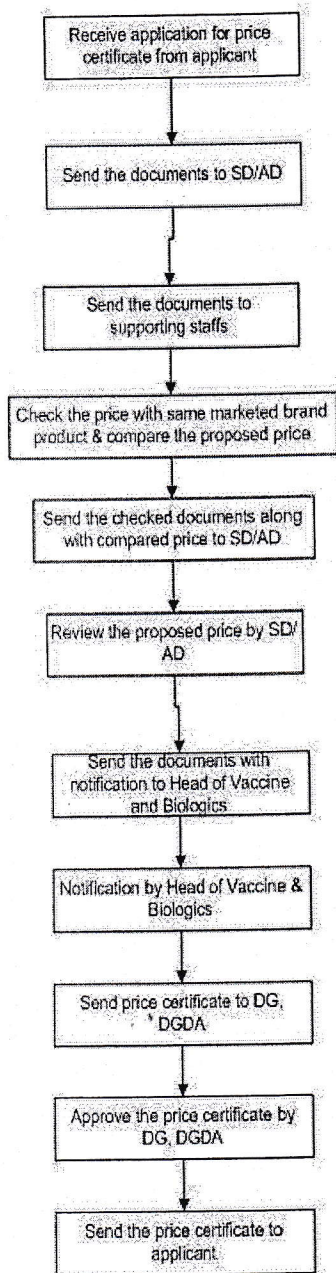 Receive application for price
certificate from applicant
Send the documents to SD/AD
Send the documents to
supporting staffs
Check the price with same marketed brand
product & compare the proposed price
Send the checked documents along
with compared price to SD/AD
Review the proposed price by SD/
AD
Send the documents with
notification to Head of Vaccine
and Biologics
Notification by Head of Vaccine &
Biologics
Send price certificate to DG,
DGDA
Approve the price certificate by
DG, DGDA
Send the price certificate to
applicant